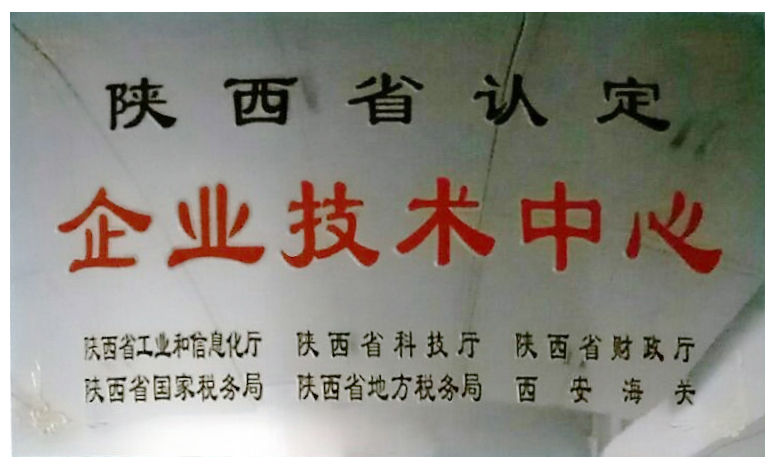 陕西省认定
企业技术中心
陕西省工业和信息化厅 陕西省科技厅 陕西省财政厅
陕西省国家税务局 陕西省地方税务局 西安海关